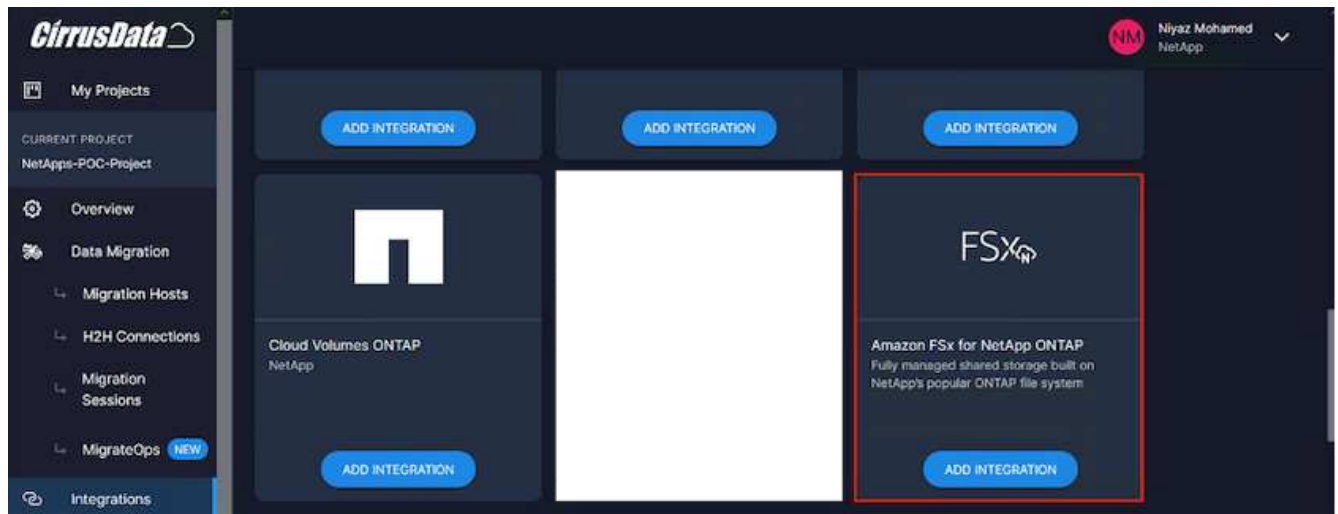 CirrusData
NM
Niyaz Mohamed
NetApp
My Projects
CURRENT PROJECT
NetApps-POC-Project
Overview
Data Migration
Migration Hosts
H2H Connections
Migration
Sessions
MigrateOps NEW
Integrations
ADD INTEGRATION
ADD INTEGRATION
ADD INTEGRATION
Cloud Volumes ONTAP
NetApp
ADD INTEGRATION
FSx
N
Amazon FSx for NetApp ONTAP
Fully managed shared storage built on
NetApp's popular ONTAP file system
ADD INTEGRATION